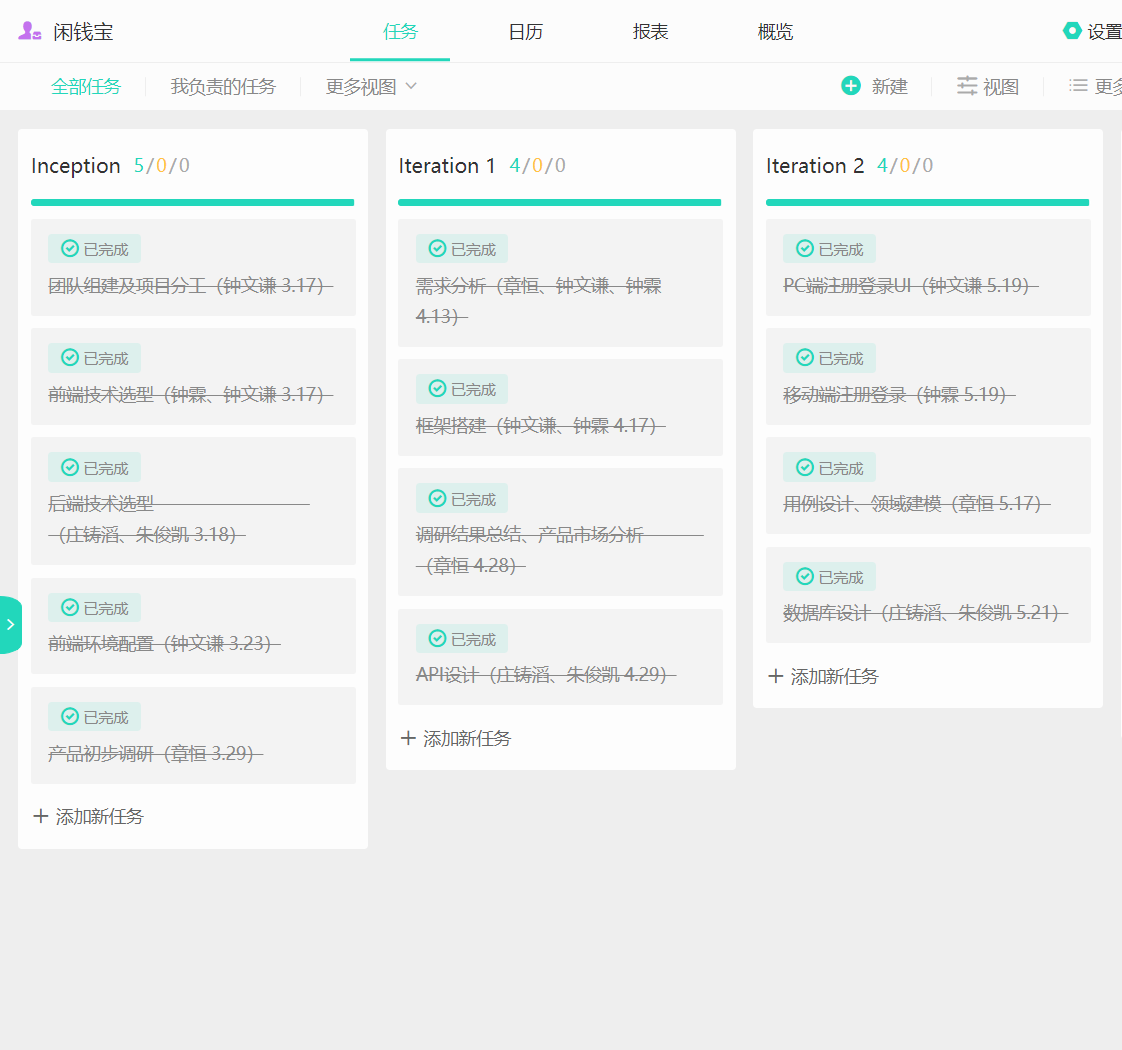 闲钱宝
任务
日历
报表
概览
设置
全部任务
我负责的任务
更多视图
新建
视图
更多
Inception 5/0/0
已完成
团队组建及项目分工（钟文谦 3.17）
已完成
前端技术选型（钟霖、钟文谦 3.17）
已完成
后端技术选型
（庄铸滔、朱俊凯 3.18）
已完成
前端环境配置（钟文谦 3.23）
已完成
产品初步调研（章恒 3.29）
添加新任务
Iteration 1 4/0/0
已完成
需求分析（章恒、钟文谦、钟霖
4.13）
已完成
框架搭建（钟文谦、钟霖 4.17）
已完成
调研结果总结、产品市场分析
（章恒 4.28）
已完成
API设计（庄铸滔、朱俊凯 4.29）
添加新任务
Iteration 2 4/0/0
已完成
PC端注册登录UI（钟文谦 5.19）
已完成
移动端注册登录（钟霖 5.19）
已完成
用例设计、领域建模（章恒 5.17）
已完成
数据库设计（庄铸滔、朱俊凯 5.21）
添加新任务